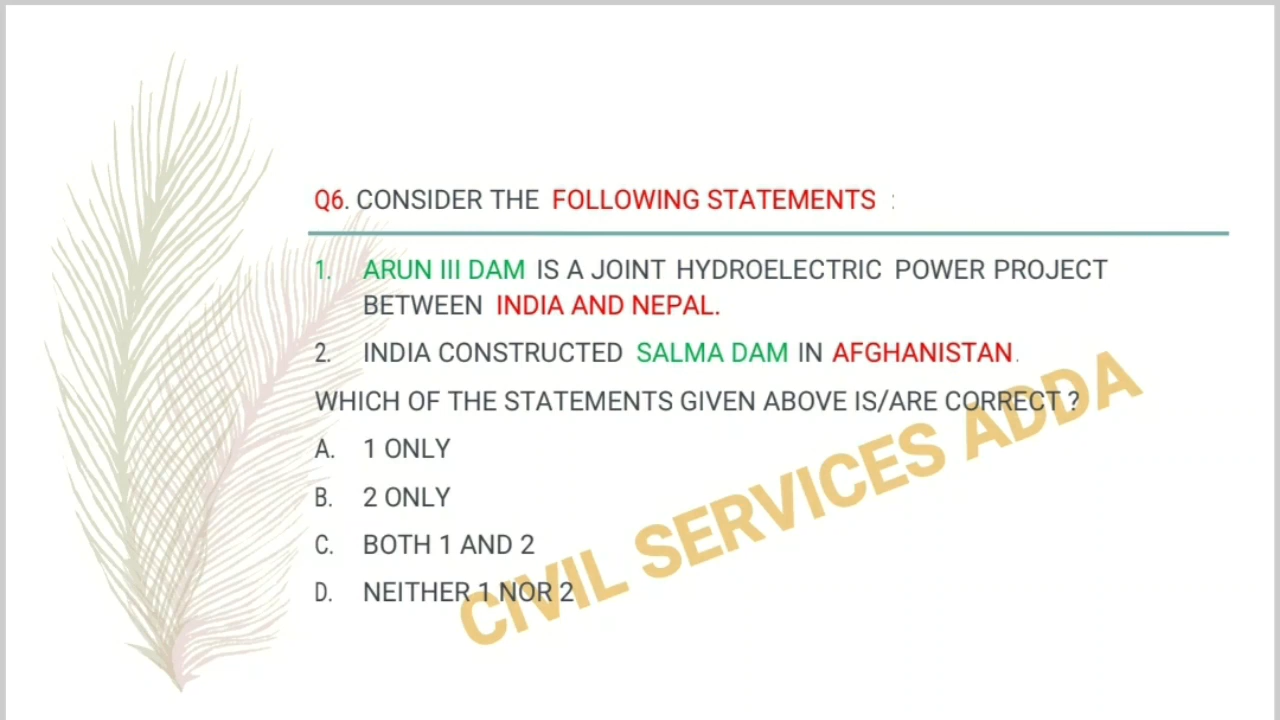 Q6. CONSIDER THE FOLLOWING STATEMENTS :
1. ARUN III DAM IS A JOINT HYDROELECTRIC POWER PROJECT
BETWEEN INDIA AND NEPAL.
2. INDIA CONSTRUCTED SALMA DAM IN AFGHANISTAN.
WHICH OF THE STATEMENTS GIVEN ABOVE IS/ARE CORRECT ?
A. 1 ONLY
B. 2 ONLY
C. BOTH 1 AND 2
D. NEITHER 1 NOR 2
CIVIL SERVICES ADDA